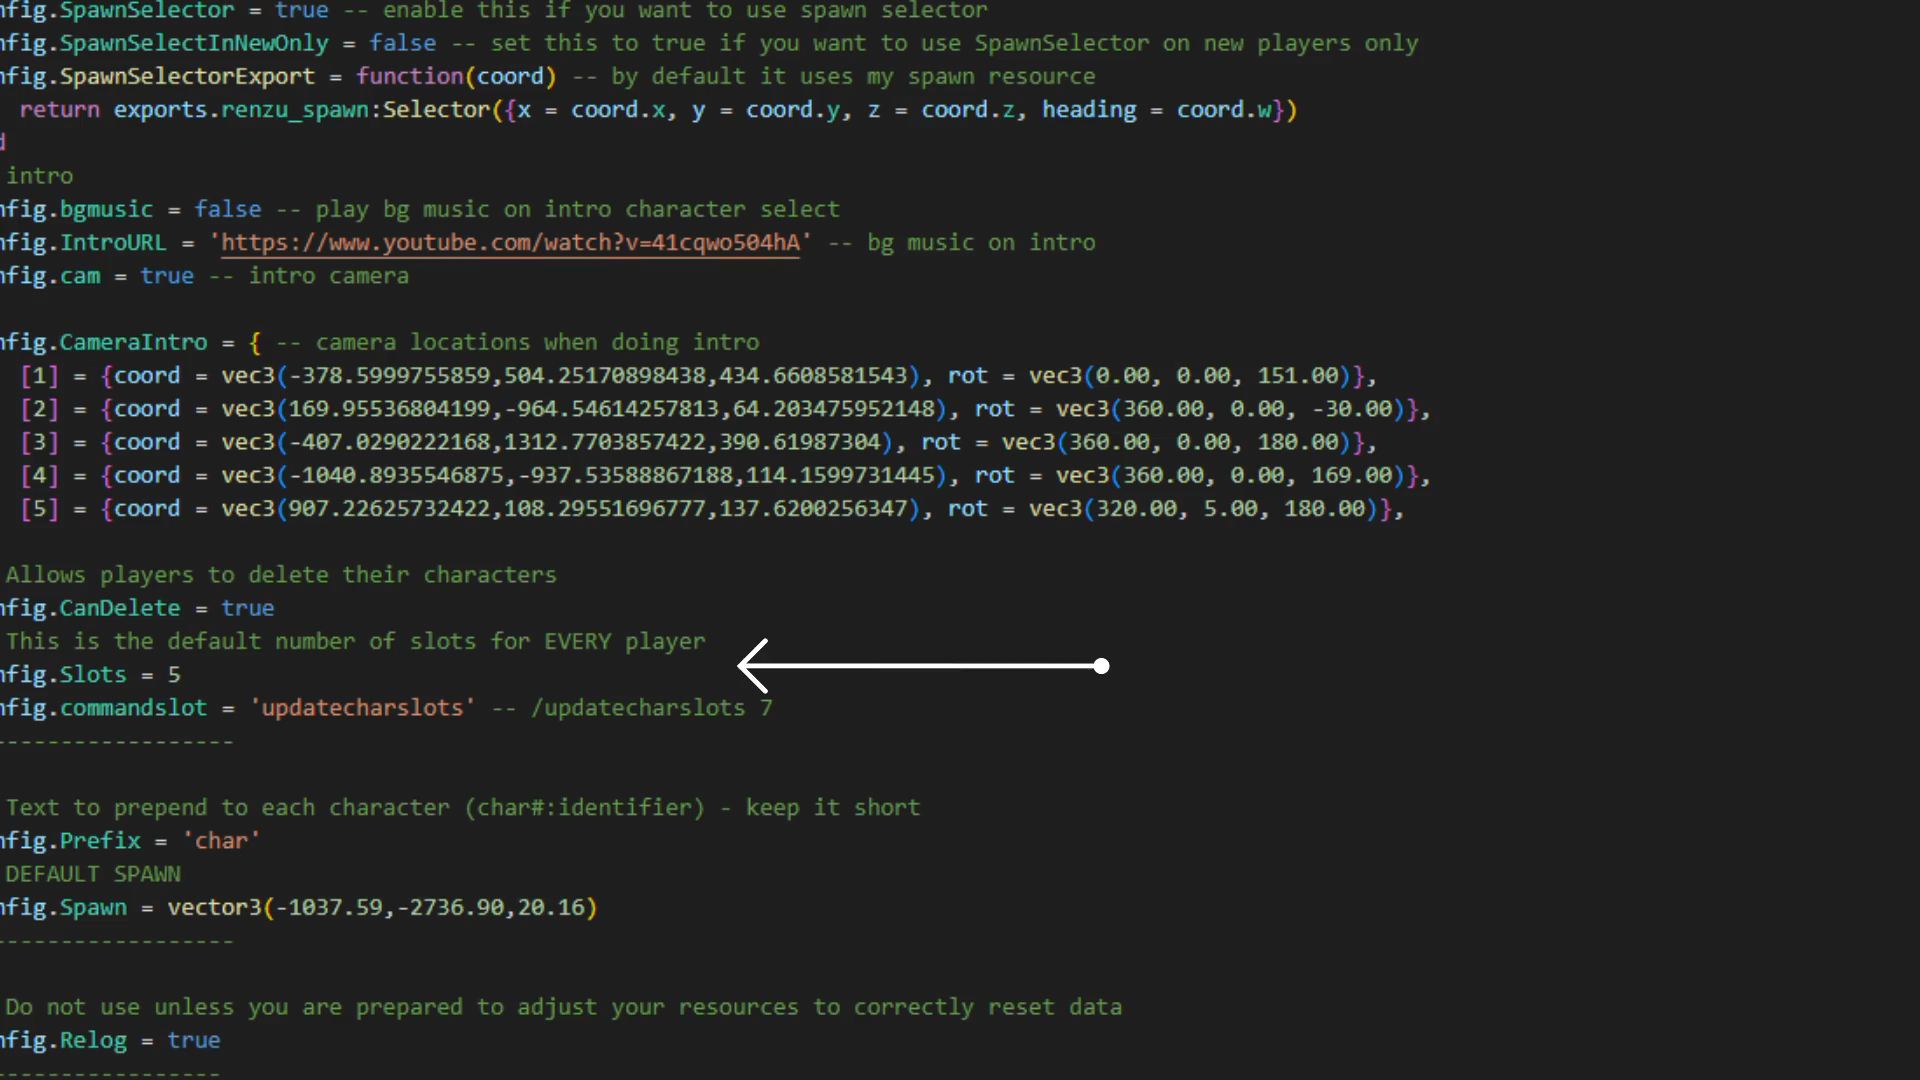 nfig.SpawnSelector = true -- enable this if you want to use spawn selector
nfig.SpawnSelectInNewOnly = false -- set this to true if you want to use SpawnSelector on new players only
nfig.SpawnSelectorExport = function(coord) -- by default it uses my spawn resource
return exports.renzu_spawn:Selector({x = coord.x, y = coord.y, z = coord.z, heading = coord.w})
d
intro
nfig.bgmusic = false -- play bg music on intro character select
nfig.IntroURL = 'https://www.youtube.com/watch?v=41cqwo504hA' -- bg music on intro
nfig.cam = true -- intro camera
nfig.CameraIntro = { -- camera locations when doing intro
[1] = {coord = vec3(-378.5999755859,504.25170898438,434.6608581543), rot = vec3(0.00, 0.00, 151.00)},
[2] = {coord = vec3(169.95536804199,-964.54614257813,64.203475952148), rot = vec3(360.00, 0.00, -30.00)},
[3] = {coord = vec3(-407.0290222168,1312.7703857422,390.61987304), rot = vec3(360.00, 0.00, 180.00)},
[4] = {coord = vec3(-1040.8935546875,-937.53588867188,114.1599731445), rot = vec3(360.00, 0.00, 169.00)},
[5] = {coord = vec3(907.22625732422,108.29551696777,137.6200256347), rot = vec3(320.00, 5.00, 180.00)},
Allows players to delete their characters
nfig.CanDelete = true
This is the default number of slots for EVERY player
nfig.Slots = 5
nfig.commandslot = 'updatecharslots' -- /updatecharslots 7
------------------
Text to prepend to each character (char#:identifier) - keep it short
nfig.Prefix = 'char'
DEFAULT SPAWN
nfig.Spawn = vector3(-1037.59,-2736.90,20.16)
------------------
Do not use unless you are prepared to adjust your resources to correctly reset data
nfig.Relog = true
-----------------